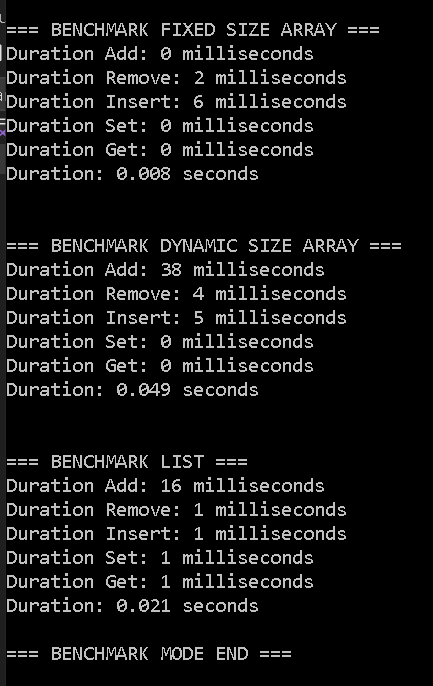 === BENCHMARK FIXED SIZE ARRAY ===
Duration Add: 0 milliseconds
Duration Remove: 2 milliseconds
Duration Insert: 6 milliseconds
Duration Set: 0 milliseconds
Duration Get: 0 milliseconds
Duration: 0.008 seconds
=== BENCHMARK DYNAMIC SIZE ARRAY ===
Duration Add: 38 milliseconds
Duration Remove: 4 milliseconds
Duration Insert: 5 milliseconds
Duration Set: 0 milliseconds
Duration Get: 0 milliseconds
Duration: 0.049 seconds
=== BENCHMARK LIST ===
Duration Add: 16 milliseconds
Duration Remove: 1 milliseconds
Duration Insert: 1 milliseconds
Duration Set: 1 milliseconds
Duration Get: 1 milliseconds
Duration: 0.021 seconds
=== BENCHMARK MODE END ===